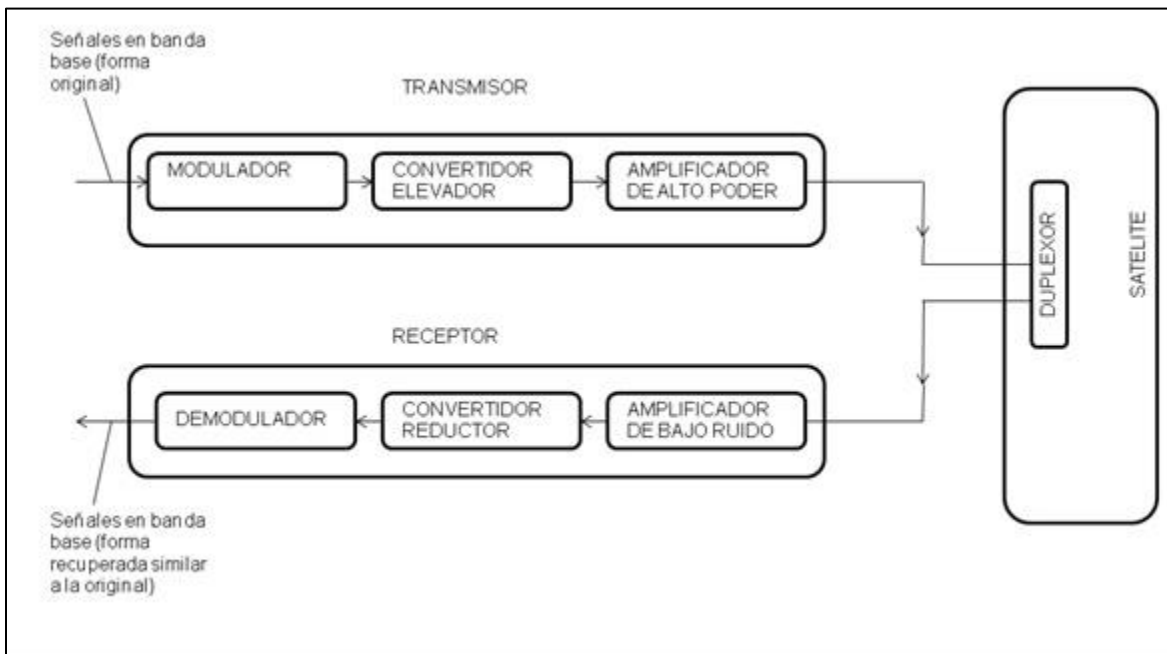 Señales en banda
base (forma
original)
TRANSMISOR
MODULADOR
CONVERTIDOR
ELEVADOR
AMPLIFICADOR
DE ALTO PODER
DUPLEXOR
SATELITE
RECEPTOR
DEMODULADOR
CONVERTIDOR
REDUCTOR
AMPLIFICADOR
DE BAJO RUIDO
Señales en banda
base (forma
recuperada similar
a la original)